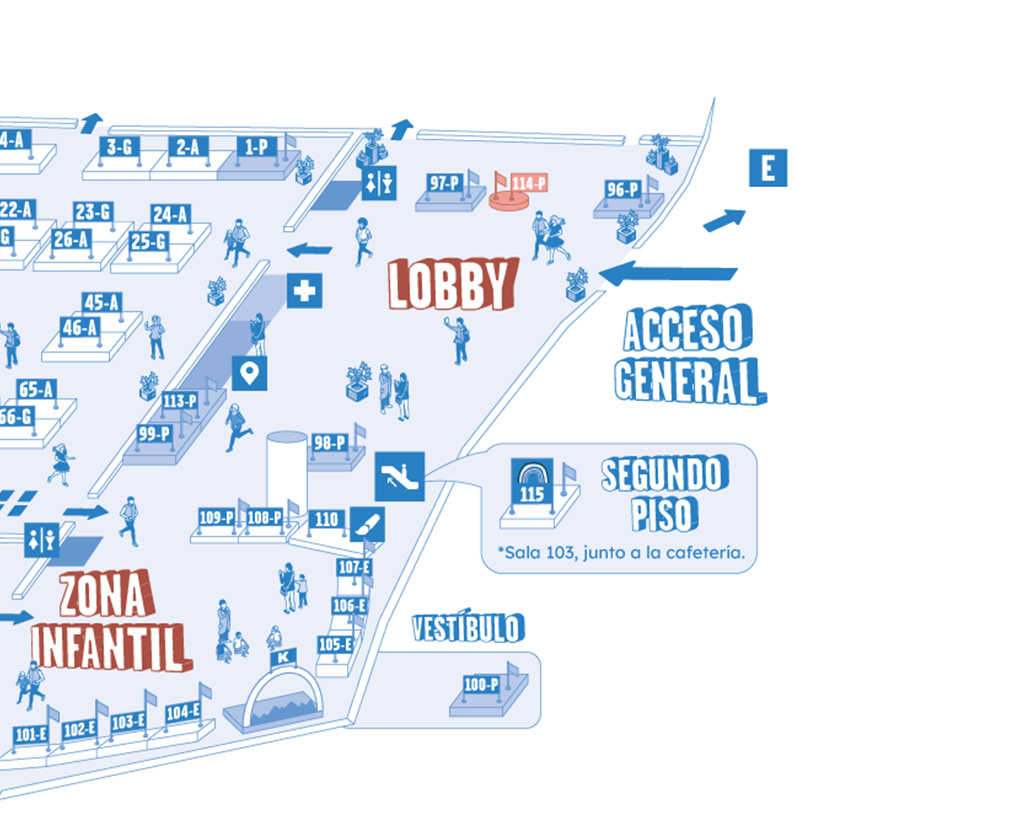 4-A
3-G
2-A
1-P
97-P
114-P
96-P
E
22-A
23-G
24-A
G
26-A
25-G
LOBBY
45-A
46-A
ACCESO
GENERAL
65-A
66-G
113-P
99-P
98-P
109-P
108-P
110
115
SEGUNDO
PISO
*Sala 103, junto a la cafetería.
107-E
106-E
105-E
ZONA
INFANTIL
VESTÍBULO
K
100-P
101-E
102-E
103-E
104-E